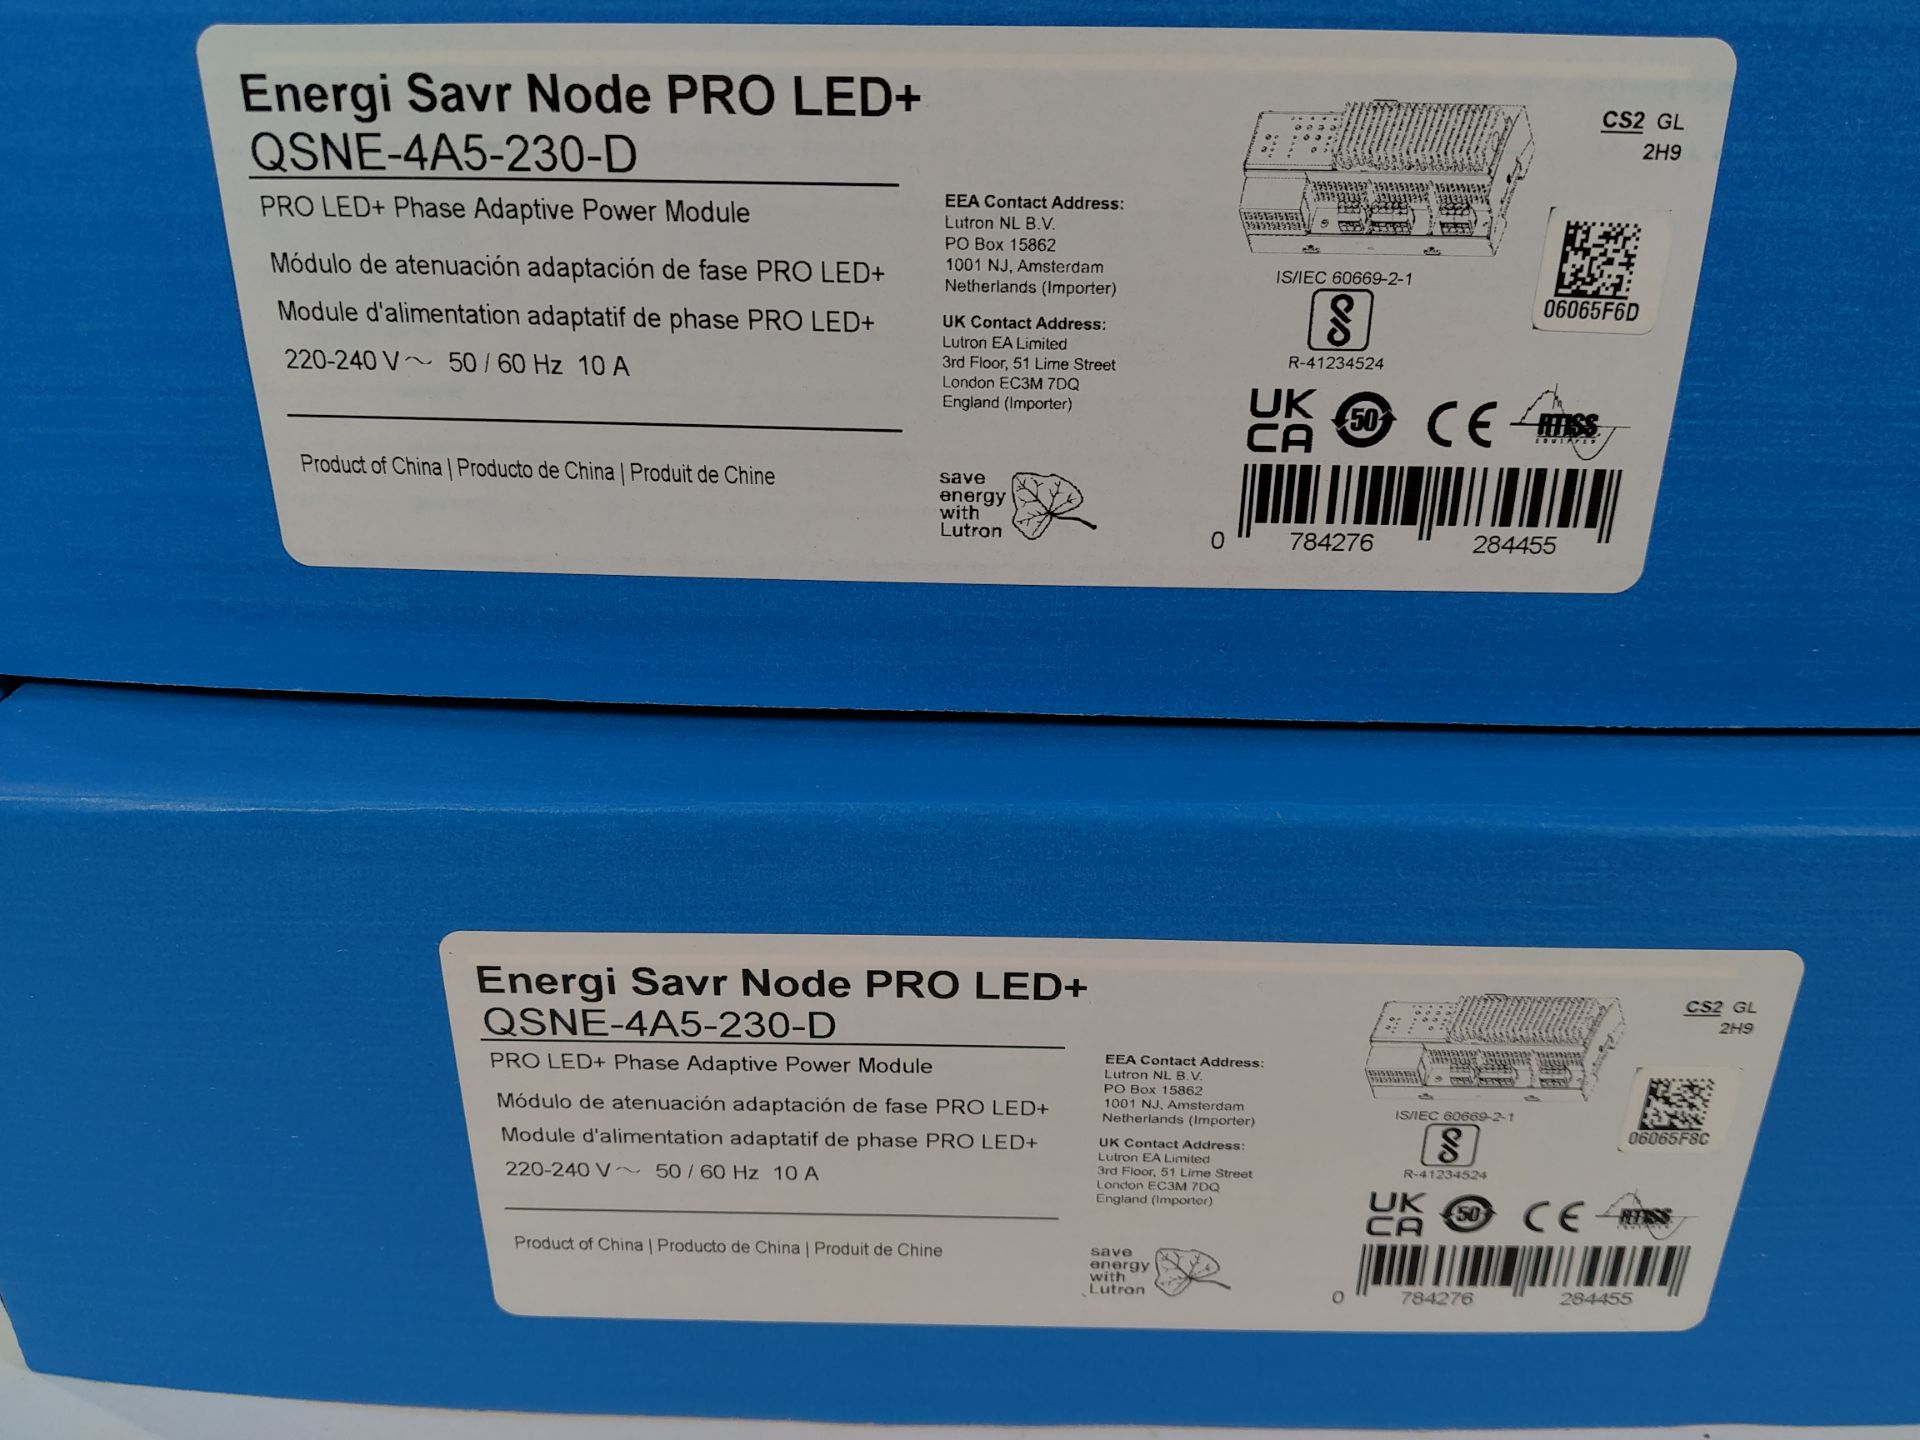 Energi Savr Node PRO LED+
QSNE-4A5-230-D
PRO LED+ Phase Adaptive Power Module
Módulo de atenuación adaptación de fase PRO LED+
Module d'alimentation adaptatif de phase PRO LED+
220-240 V~ 50 / 60 Hz 10 A
Product of China | Producto de China | Produit de Chine
EEA Contact Address:
Lutron NL B.V.
PO Box 15862
1001 NJ, Amsterdam
Netherlands (Importer)
UK Contact Address:
Lutron EA Limited
3rd Floor, 51 Lime Street
London EC3M 7DQ
England (Importer)
save
energy
with
Lutron
CS2 GL
2H9
06065F6D
IS/IEC 60669-2-1
R-41234524
UK
CA
50
CE
RTISS
EQUIPPED
0 784276 284455
Energi Savr Node PRO LED+
QSNE-4A5-230-D
PRO LED+ Phase Adaptive Power Module
Módulo de atenuación adaptación de fase PRO LED+
Module d'alimentation adaptatif de phase PRO LED+
220-240 V~ 50 / 60 Hz 10 A
Product of China | Producto de China | Produit de Chine
EEA Contact Address:
Lutron NL B.V.
PO Box 15862
1001 NJ, Amsterdam
Netherlands (Importer)
UK Contact Address:
Lutron EA Limited
3rd Floor, 51 Lime Street
London EC3M 7DQ
England (Importer)
save
energy
with
Lutron
CS2 GL
2H9
06065F8C
IS/IEC 60669-2-1
R-41234524
UK
CA
50
CE
RTISS
0 784276 284455